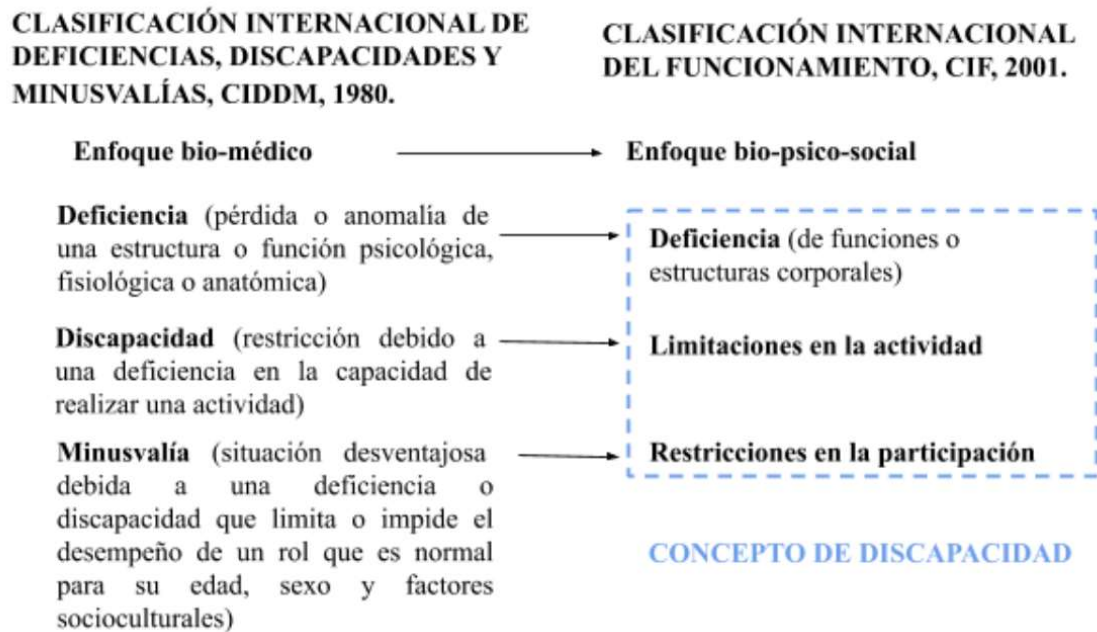 CLASIFICACIÓN INTERNACIONAL DE
DEFICIENCIAS, DISCAPACIDADES Y
MINUSVALÍAS, CIDDM, 1980.
CLASIFICACIÓN INTERNACIONAL
DEL FUNCIONAMIENTO, CIF, 2001.
Enfoque bio-médico
Enfoque bio-psico-social
Deficiencia (pérdida o anomalía de
una estructura o función psicológica,
fisiológica o anatómica)
Deficiencia (de funciones o
estructuras corporales)
Discapacidad (restricción debido a
una deficiencia en la capacidad de
realizar una actividad)
Limitaciones en la actividad
Minusvalía (situación desventajosa
debida a una deficiencia o
discapacidad que limita o impide el
desempeño de un rol que es normal
para su edad, sexo y factores
socioculturales)
Restricciones en la participación
CONCEPTO DE DISCAPACIDAD